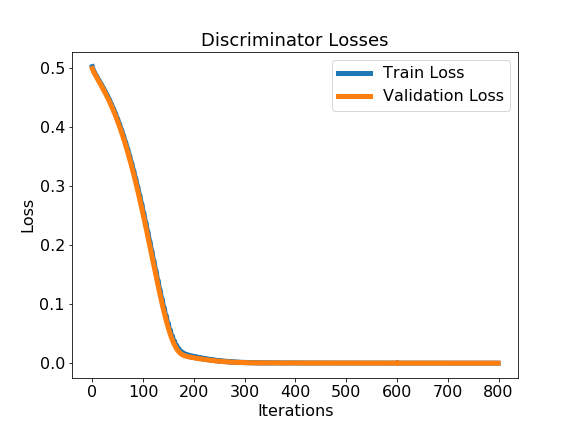 Discriminator Losses
Train Loss
Validation Loss
0.5
0.4
0.3
0.2
0.1
0.0
Loss
0 100 200 300 400 500 600 700 800
Iterations